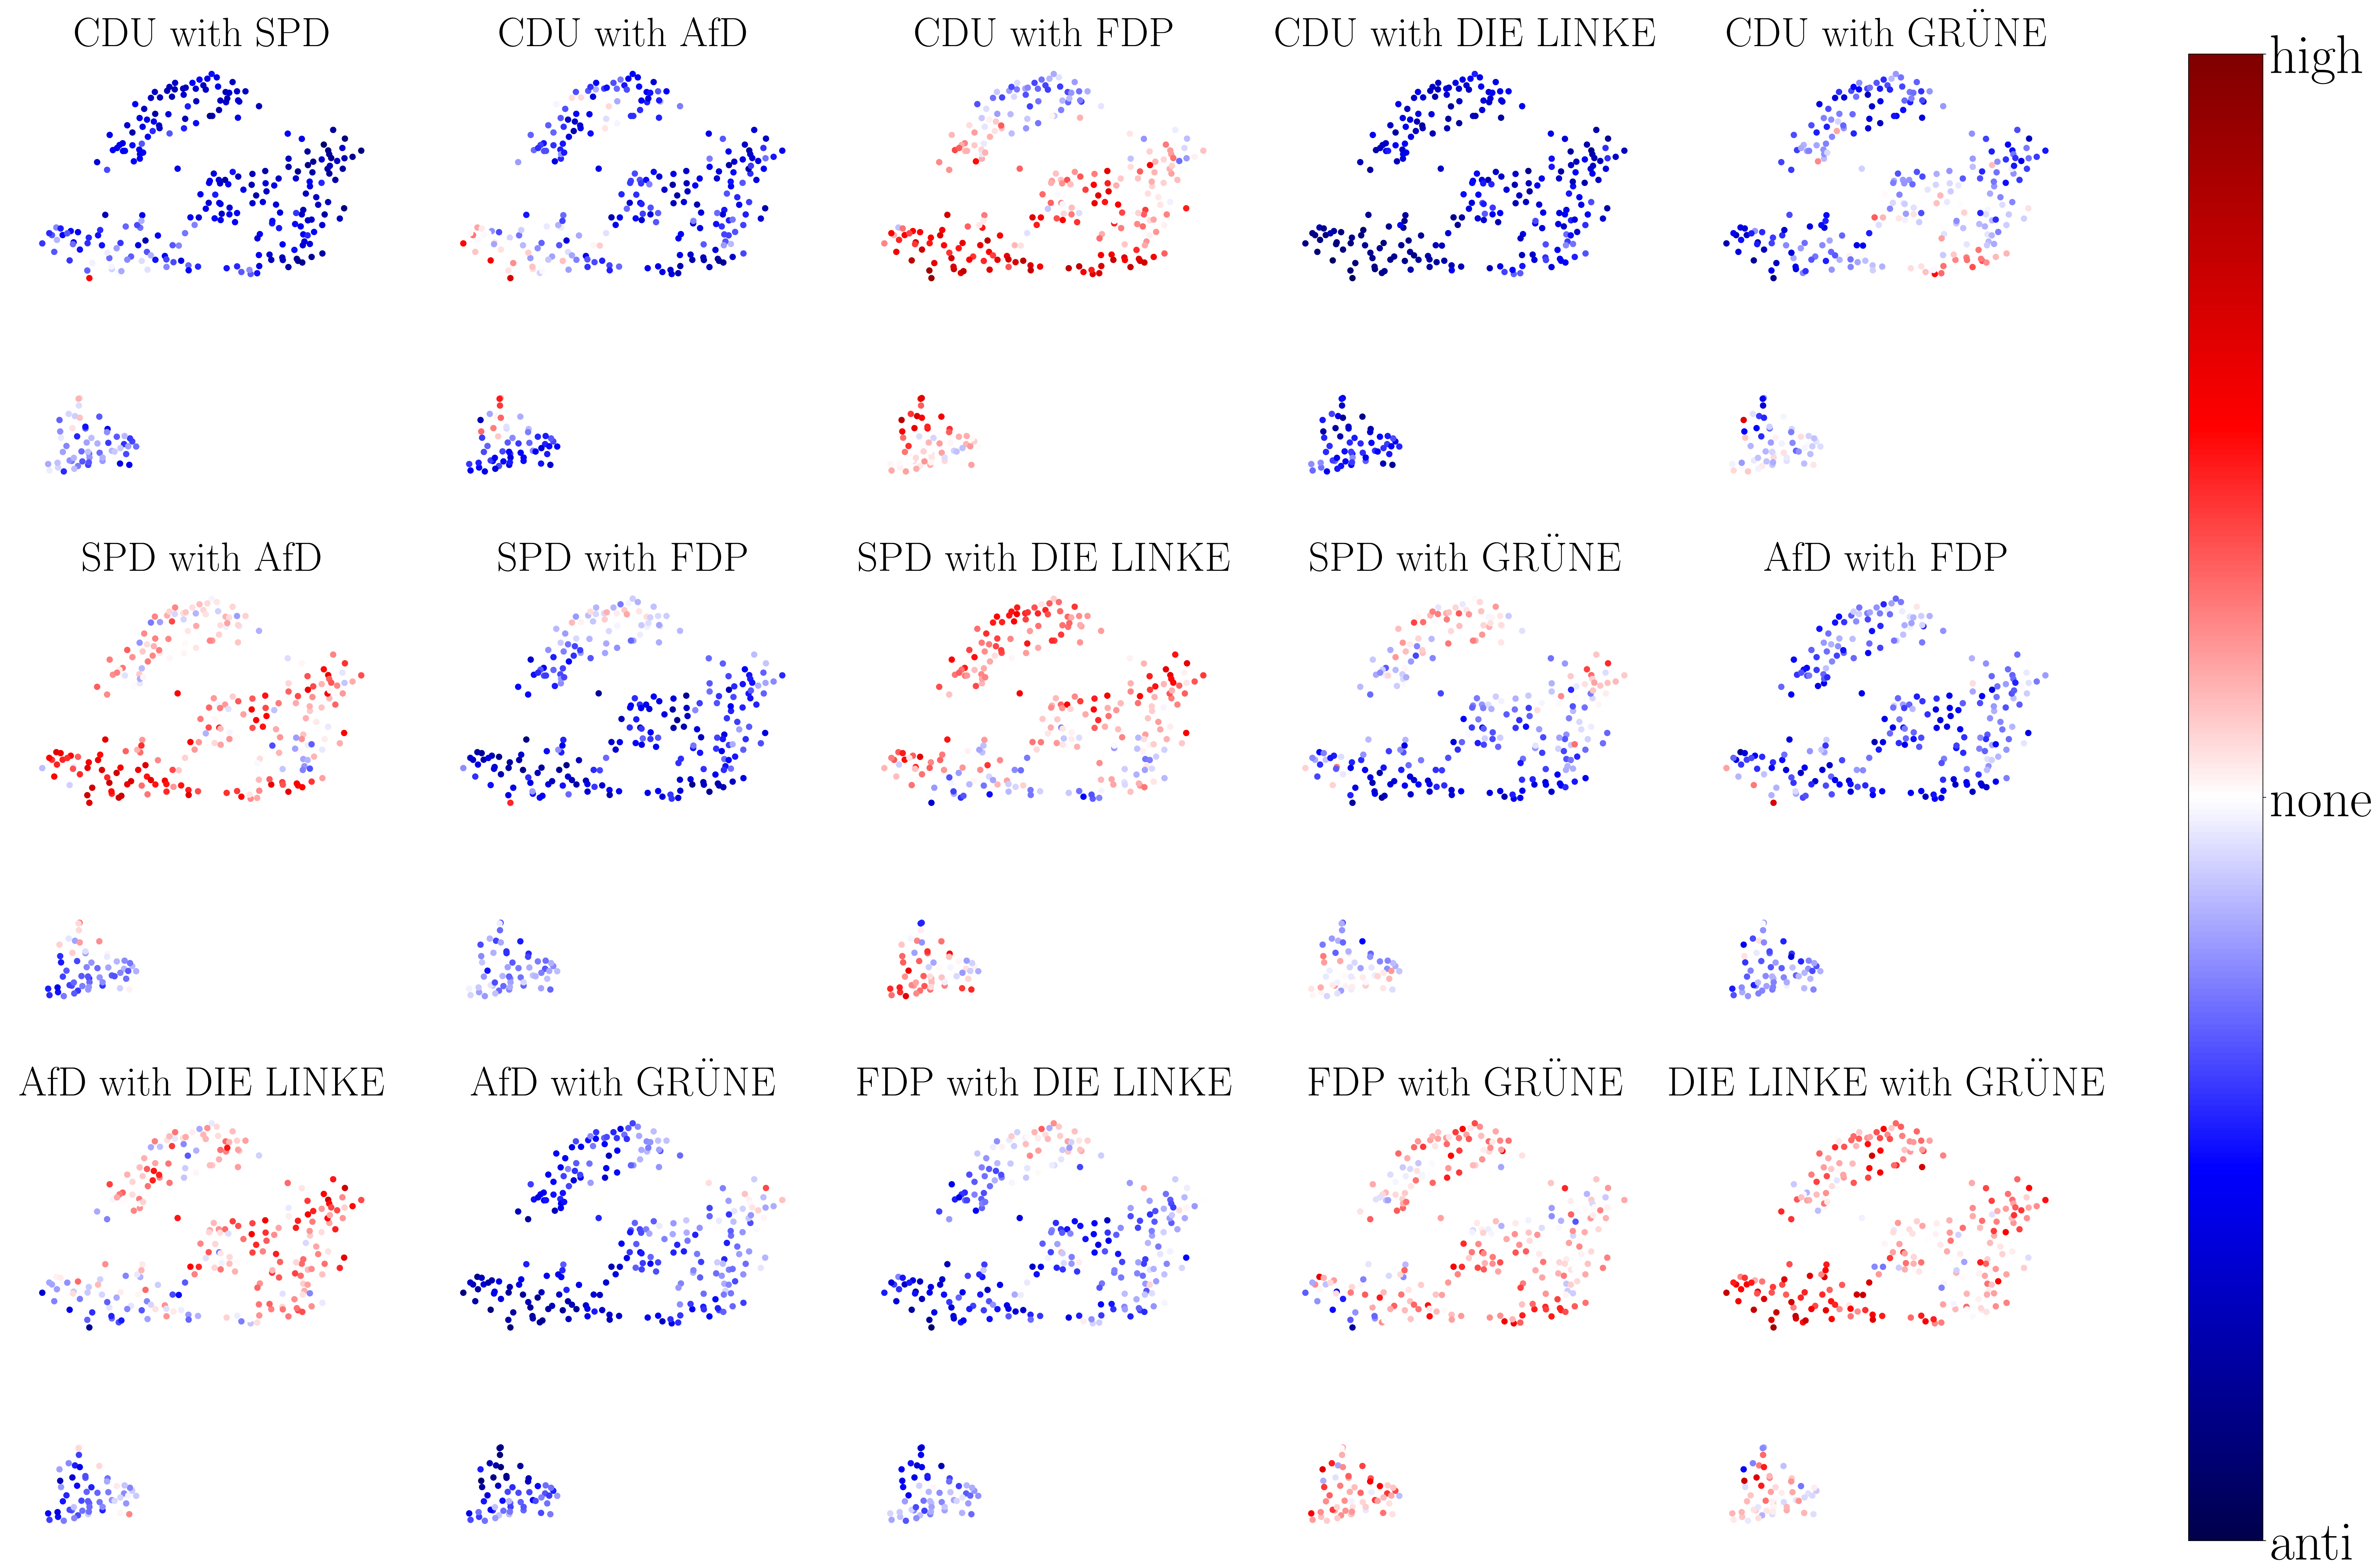 CDU with SPD
CDU with AfD
CDU with FDP
CDU with DIE LINKE
CDU with GRÜNE
high
none
anti
SPD with AfD
SPD with FDP
SPD with DIE LINKE
SPD with GRÜNE
AfD with FDP
AfD with DIE LINKE
AfD with GRÜNE
FDP with DIE LINKE
FDP with GRÜNE
DIE LINKE with GRÜNE